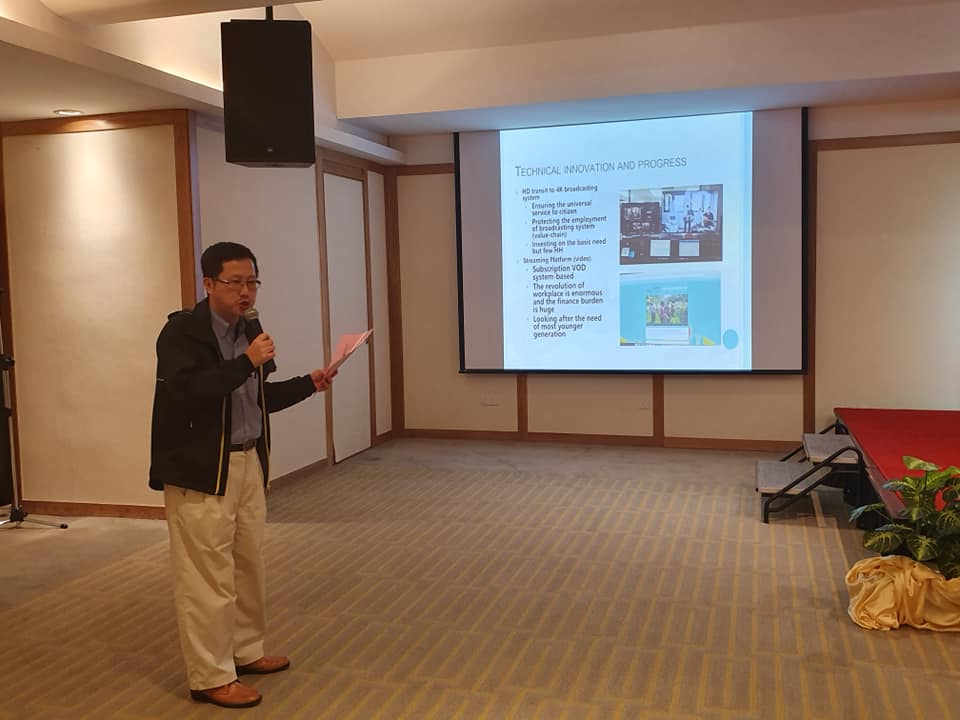 TECHNICAL INNOVATION AND PROGRESS
HD transit to 4K broadcasting
system
Ensuring the universal
service to citizen
Protecting the employment
of broadcasting system
(value-chain)
Investing on the basic need
but few HH
Streaming Platform (video)
Subscription VOD
system-based
The revolution of
workplace is enormous
and the finance burden
is huge
Looking after the need
of most younger
generation